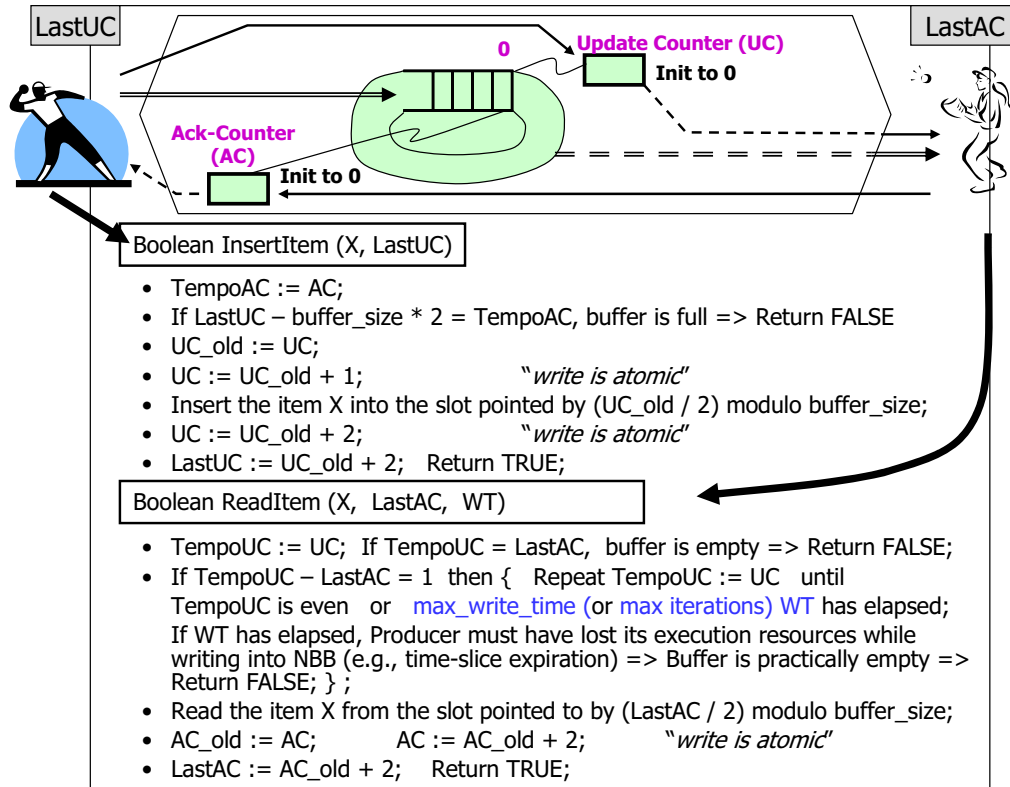 LastUC
LastAC
0
Update Counter (UC)
Init to 0
Ack-Counter
(AC)
Init to 0
Boolean InsertItem (X, LastUC)
• TempoAC := AC;
• If LastUC – buffer_size * 2 = TempoAC, buffer is full => Return FALSE
• UC_old := UC;
• UC := UC_old + 1; “write is atomic”
• Insert the item X into the slot pointed by (UC_old / 2) modulo buffer_size;
• UC := UC_old + 2; “write is atomic”
• LastUC := UC_old + 2; Return TRUE;
Boolean ReadItem (X, LastAC, WT)
• TempoUC := UC; If TempoUC = LastAC, buffer is empty => Return FALSE;
• If TempoUC – LastAC = 1 then { Repeat TempoUC := UC until
TempoUC is even or max_write_time (or max iterations) WT has elapsed;
If WT has elapsed, Producer must have lost its execution resources while
writing into NBB (e.g., time-slice expiration) => Buffer is practically empty =>
Return FALSE; } ;
• Read the item X from the slot pointed to by (LastAC / 2) modulo buffer_size;
• AC_old := AC; AC := AC_old + 2; “write is atomic”
• LastAC := AC_old + 2; Return TRUE;